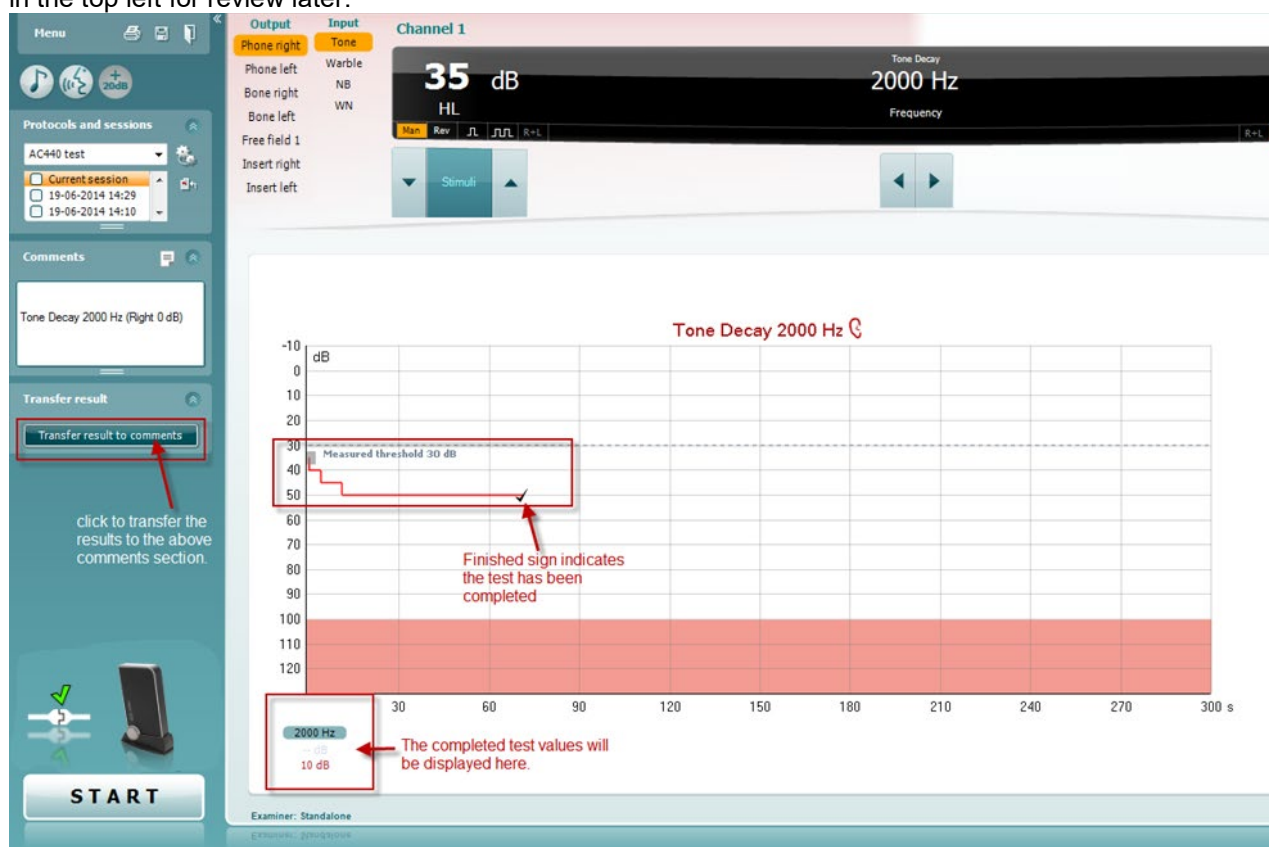 in the top left for review later.
Menu
Output Input
Phone right Tone
Phone left Warble
Bone right NB
Bone left WN
Free field 1
Insert right
Insert left
Channel 1
35 dB
HL
Man Rev R+L
Tone Decay
2000 Hz
Frequency
R+L
Stimuli
+
20dB
Protocols and sessions
AC440 test
Current session
19-06-2014 14:29
19-06-2014 14:10
Comments
Tone Decay 2000 Hz (Right 0 dB)
Transfer result
Transfer result to comments
click to transfer the
results to the above
comments section.
START
Tone Decay 2000 Hz
dB
-10
0
10
20
30
40
50
60
70
80
90
100
110
120
Measured threshold 30 dB
Finished sign indicates
the test has been
completed
30 60 90 120 150 180 210 240 270 300 s
2000 Hz
-- dB
10 dB
The completed test values will
be displayed here.
Examiner: Standalone